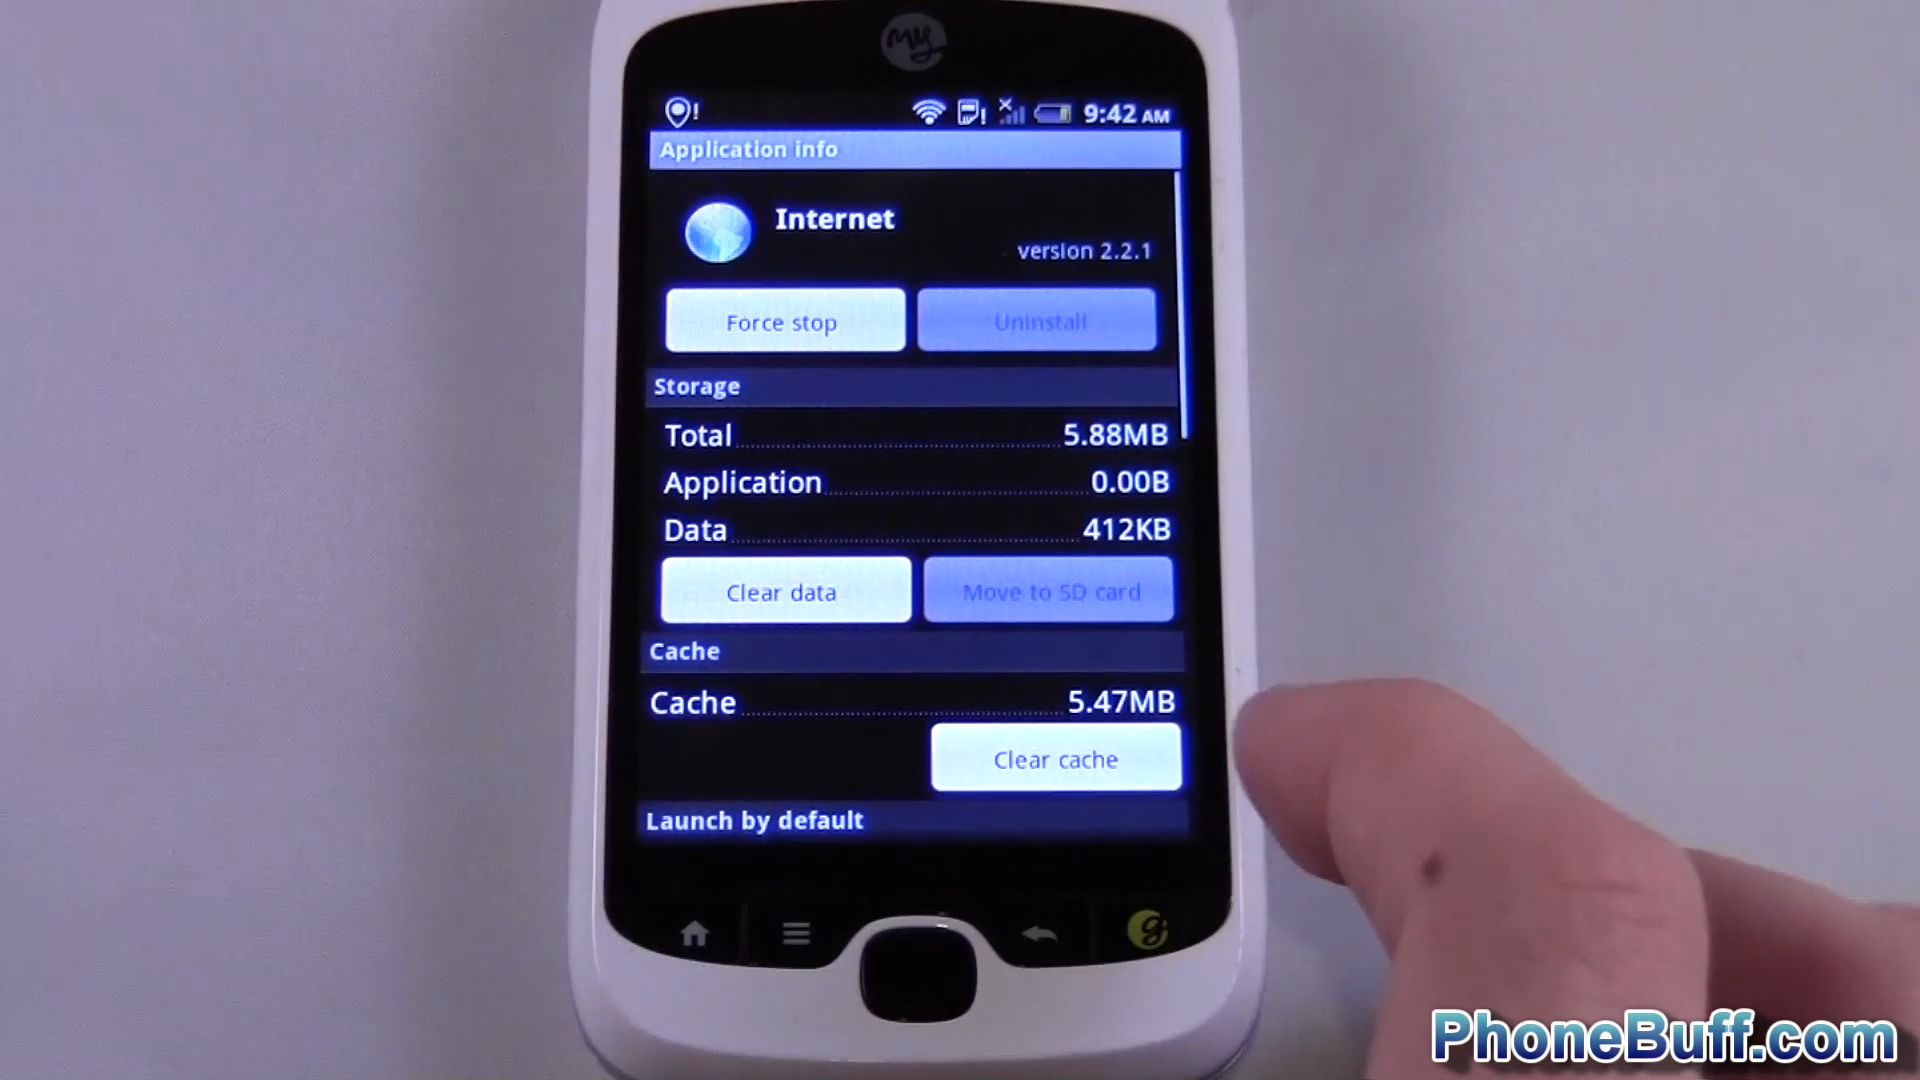 my
! ! 9:42 AM
Application info
Internet
version 2.2.1
Force stop Uninstall
Storage
Total 5.88MB
Application 0.00B
Data 412KB
Clear data Move to SD card
Cache
Cache 5.47MB
Clear cache
Launch by default
g
PhoneBuff.com